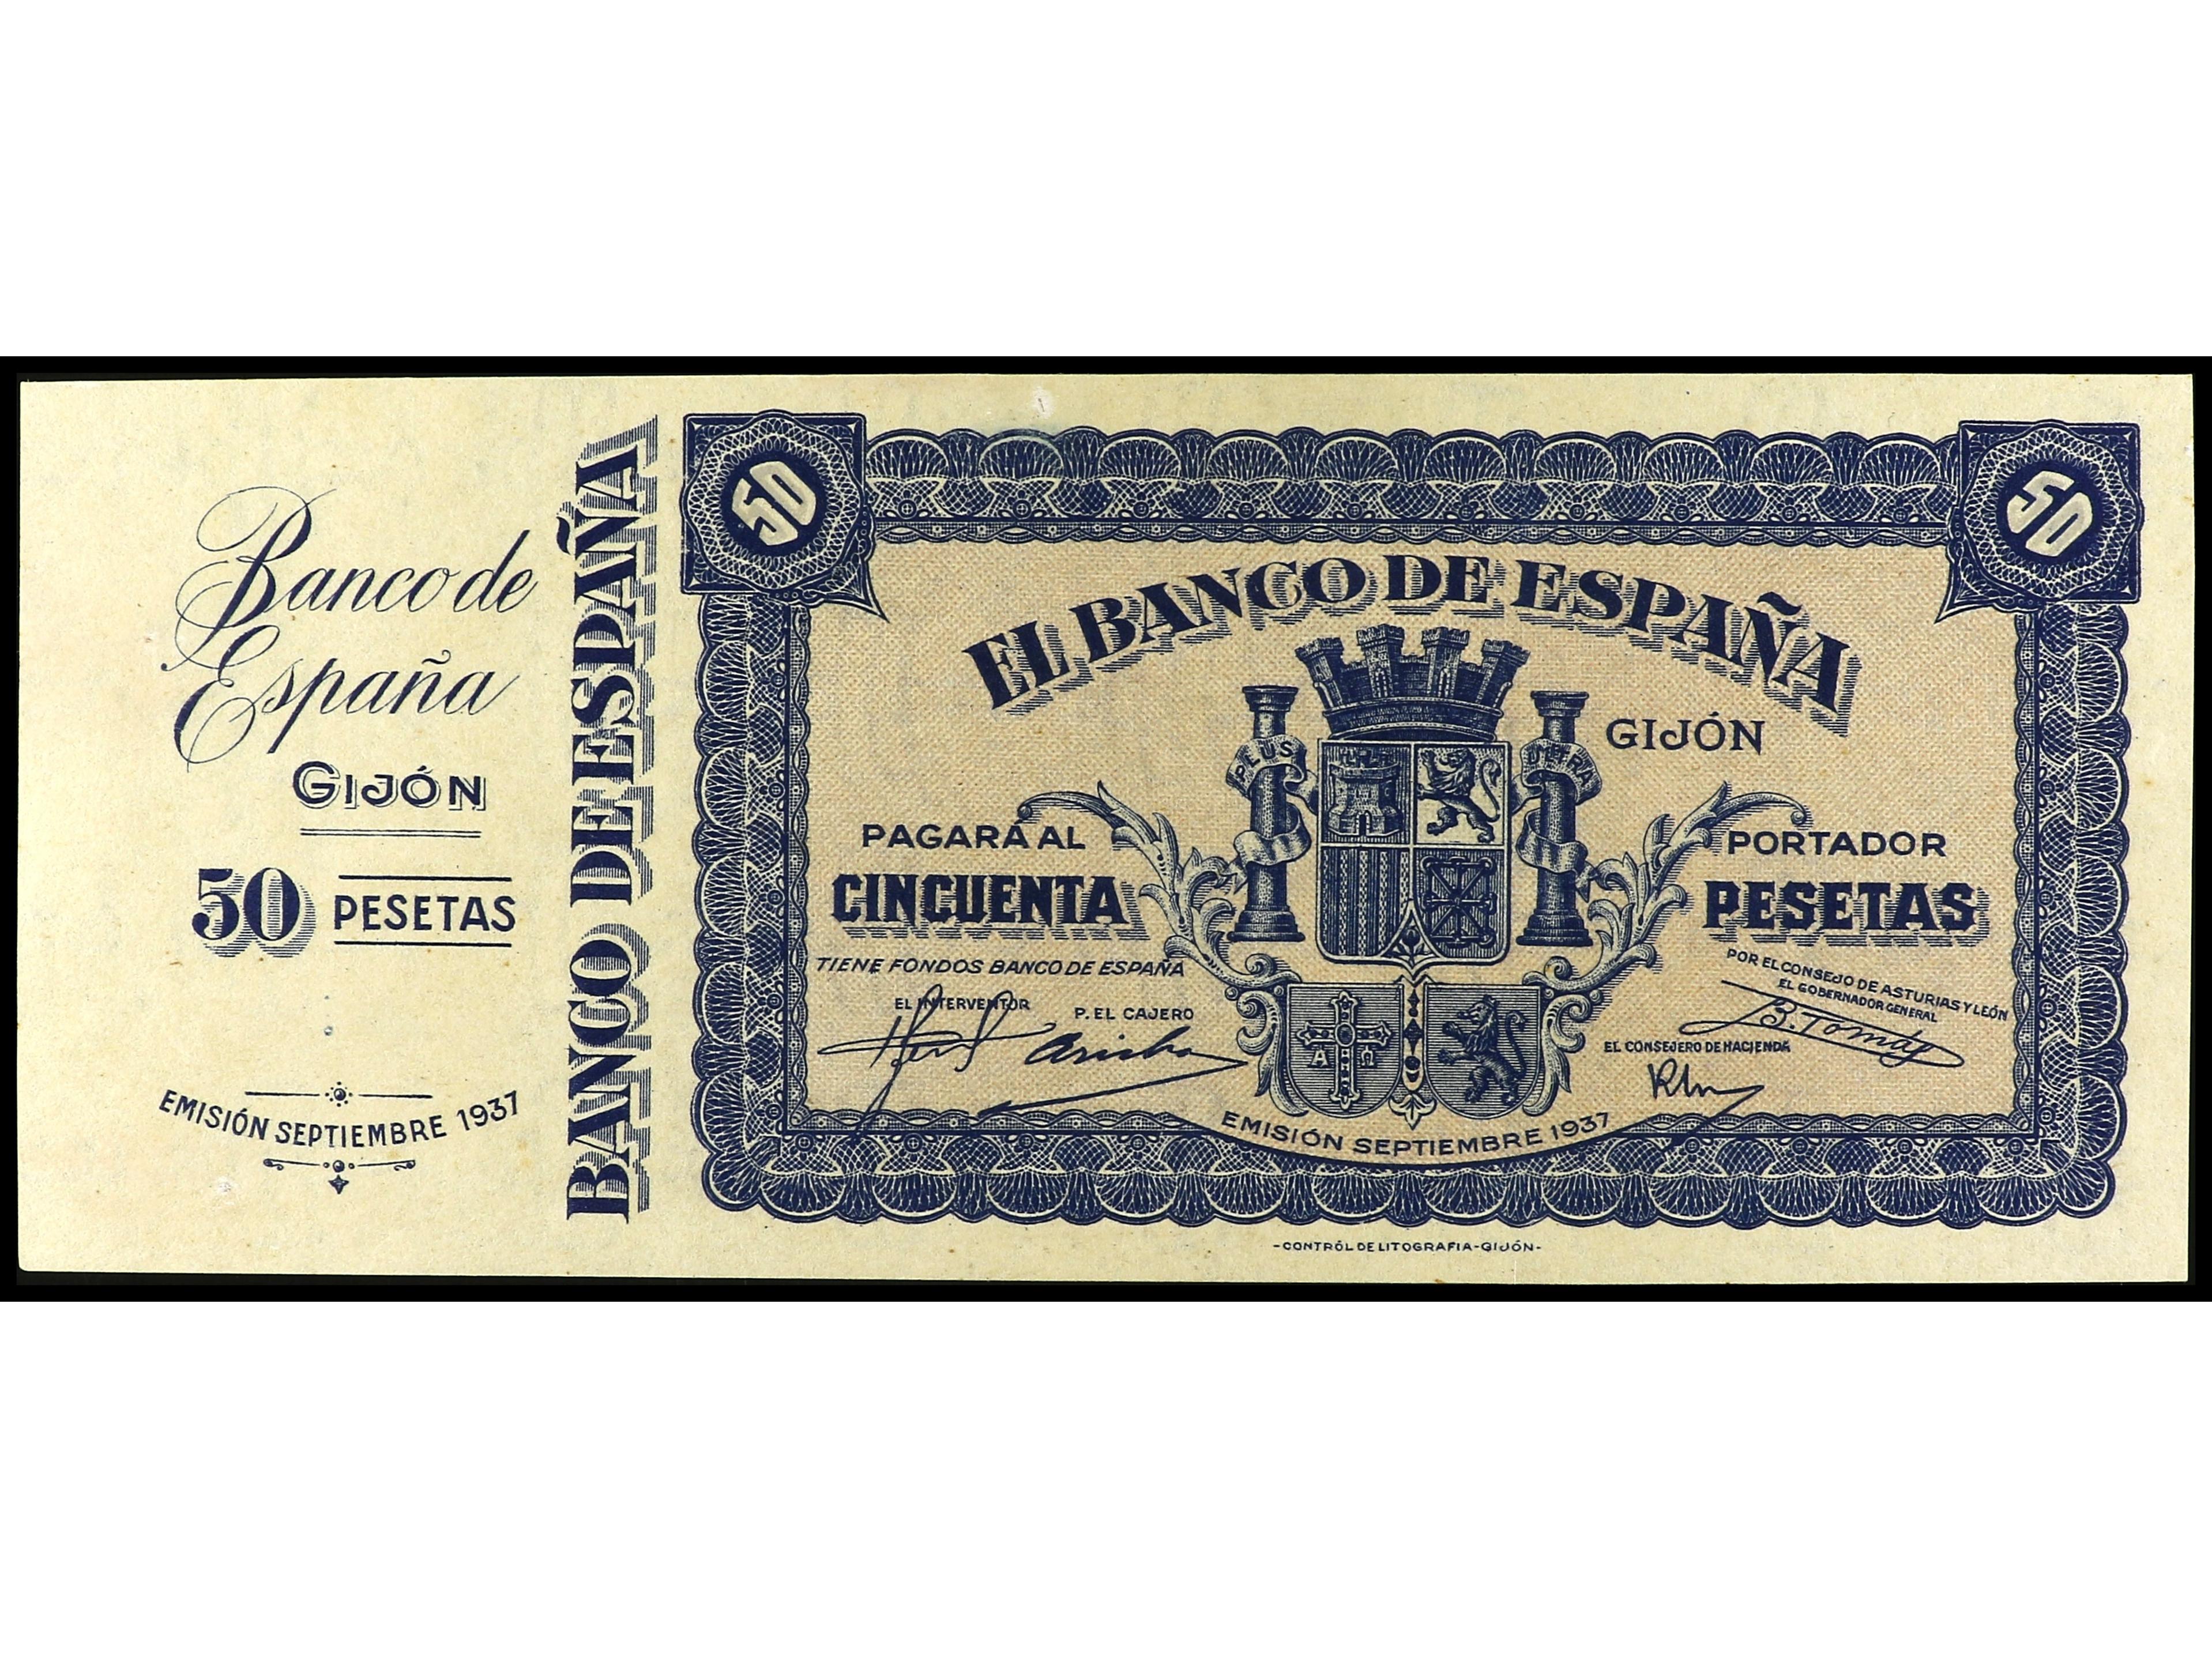 Banco de
España
GIJÓN
50 PESETAS
EMISIÓN SEPTIEMBRE 1937
BANCO DE ESPAÑA
50
50
EL BANCO DE ESPAÑA
GIJÓN
PLUS ULTRA
PAGARÁ AL PORTADOR
CINCUENTA PESETAS
TIENE FONDOS BANCO DE ESPAÑA
EL INTERVENTOR
P. EL CAJERO
POR EL CONSEJO DE ASTURIAS Y LEÓN
EL GOBERNADOR GENERAL
B. Tomás
EL CONSEJERO DE HACIENDA
Α Ω
EMISIÓN SEPTIEMBRE 1937
-CONTRÓL DE LITOGRAFIA-GIJÓN-